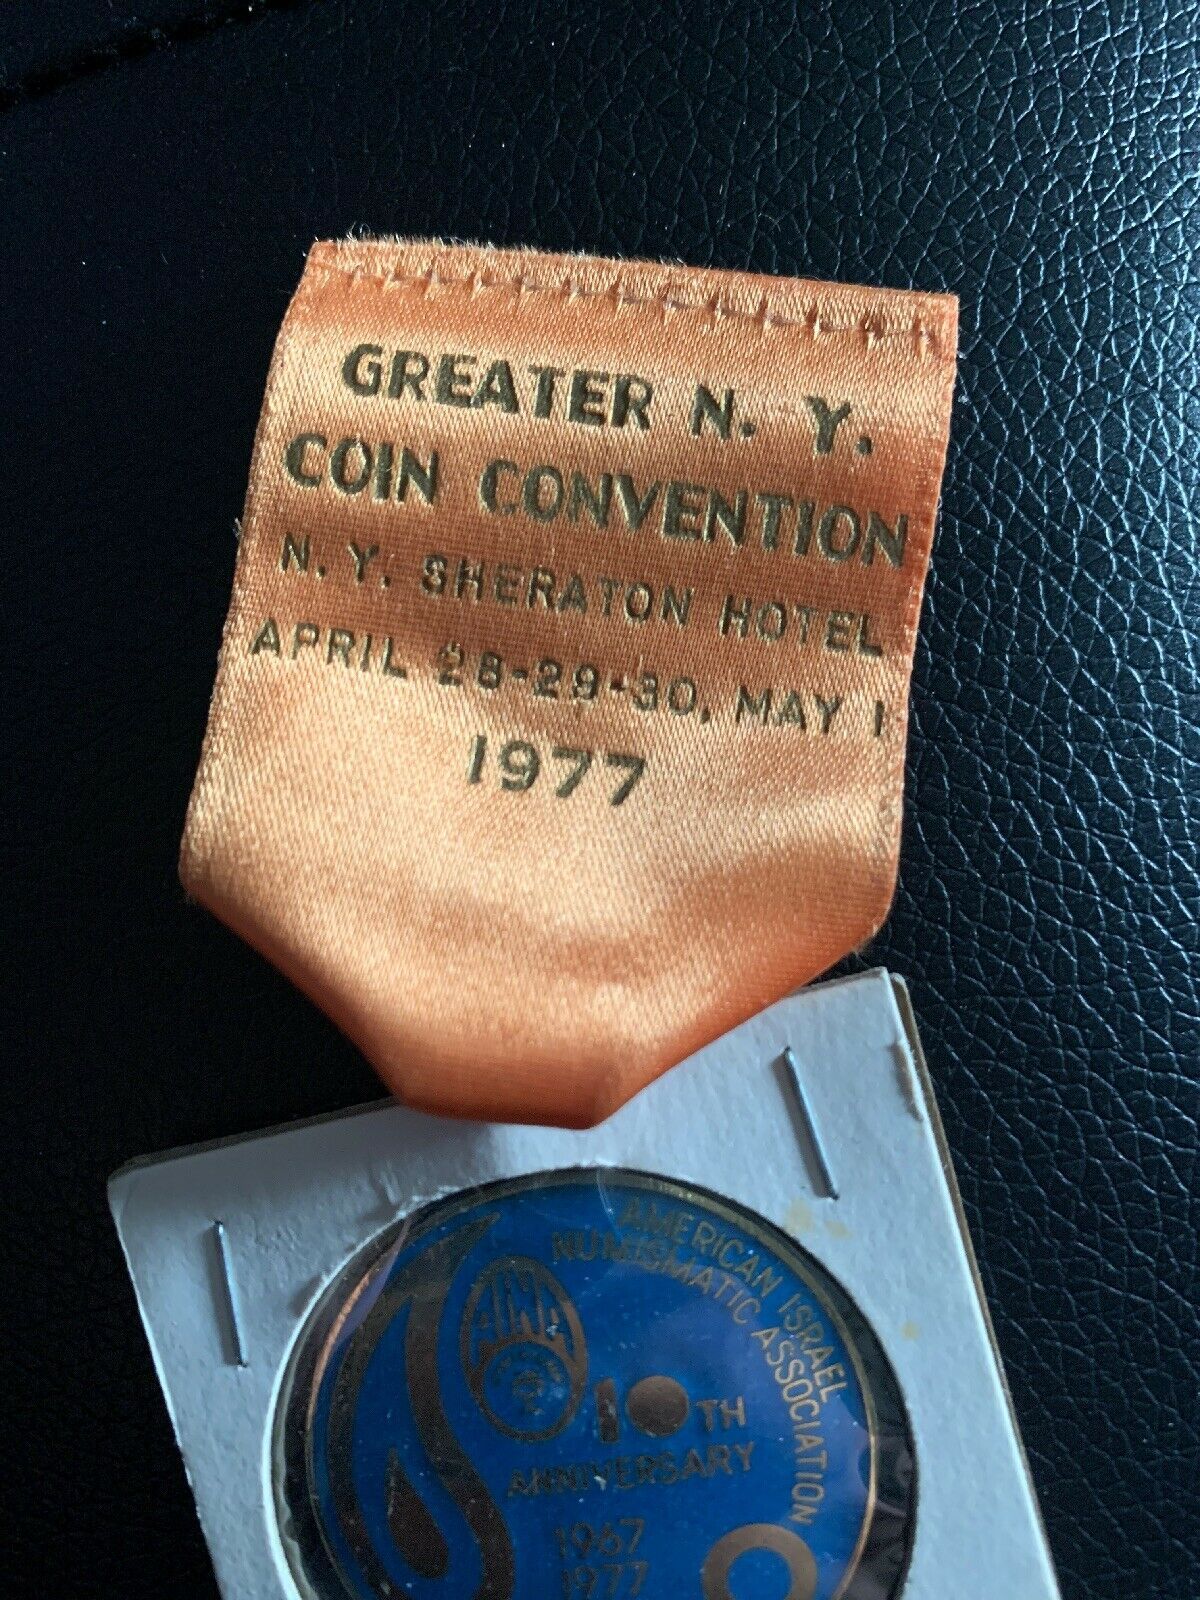 GREATER N. Y.
COIN CONVENTION
N. Y. SHERATON HOTEL
APRIL 28-29-30, MAY 1
1977
AMERICAN ISRAEL
NUMISMATIC ASSOCIATION
AINA
10TH
ANNIVERSARY
1967
1977